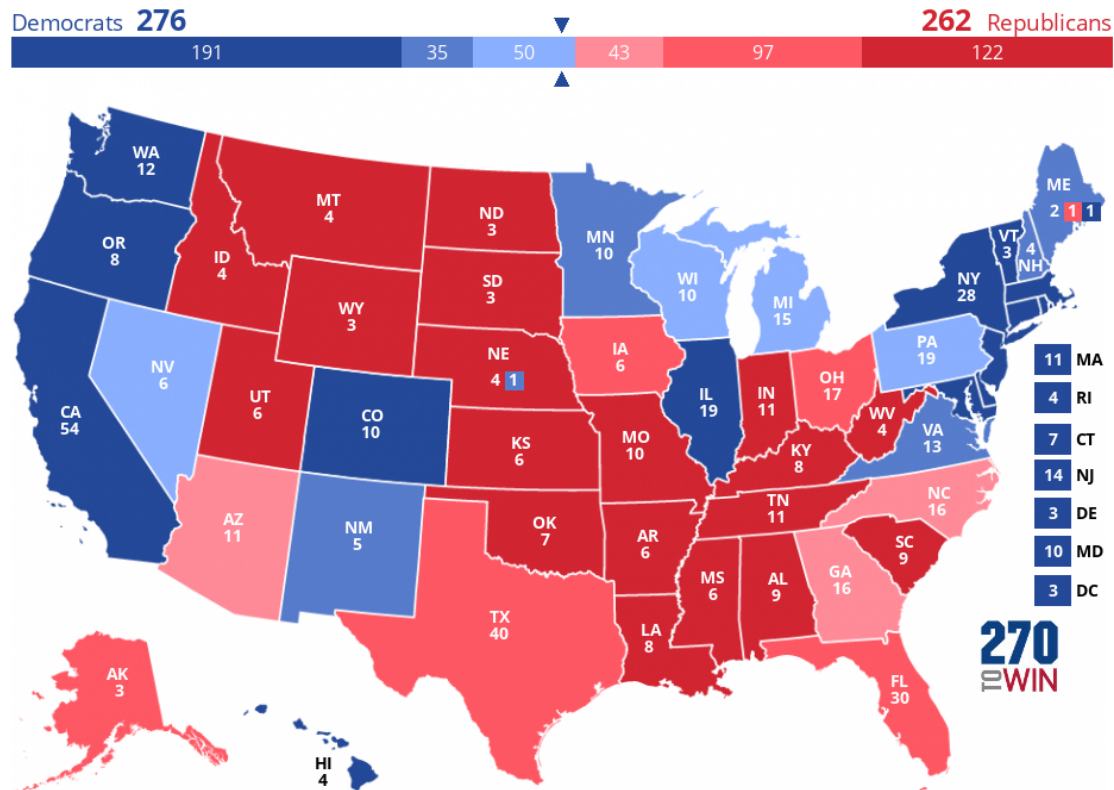 Democrats 276
262 Republicans
191 35 50 43 97 122
WA
12
OR
8
CA
54
NV
6
ID
4
MT
4
WY
3
UT
6
CO
10
AZ
11
NM
5
ND
3
SD
3
NE
4 1
KS
6
OK
7
TX
40
MN
10
IA
6
MO
10
AR
6
LA
8
WI
10
IL
19
MI
15
IN
11
OH
17
KY
8
TN
11
MS
6
AL
9
GA
16
FL
30
SC
9
NC
16
VA
13
WV
4
PA
19
NY
28
VT
3
4
NH
ME
2 1 1
11 MA
4 RI
7 CT
14 NJ
3 DE
10 MD
3 DC
AK
3
HI
4
270
TO WIN